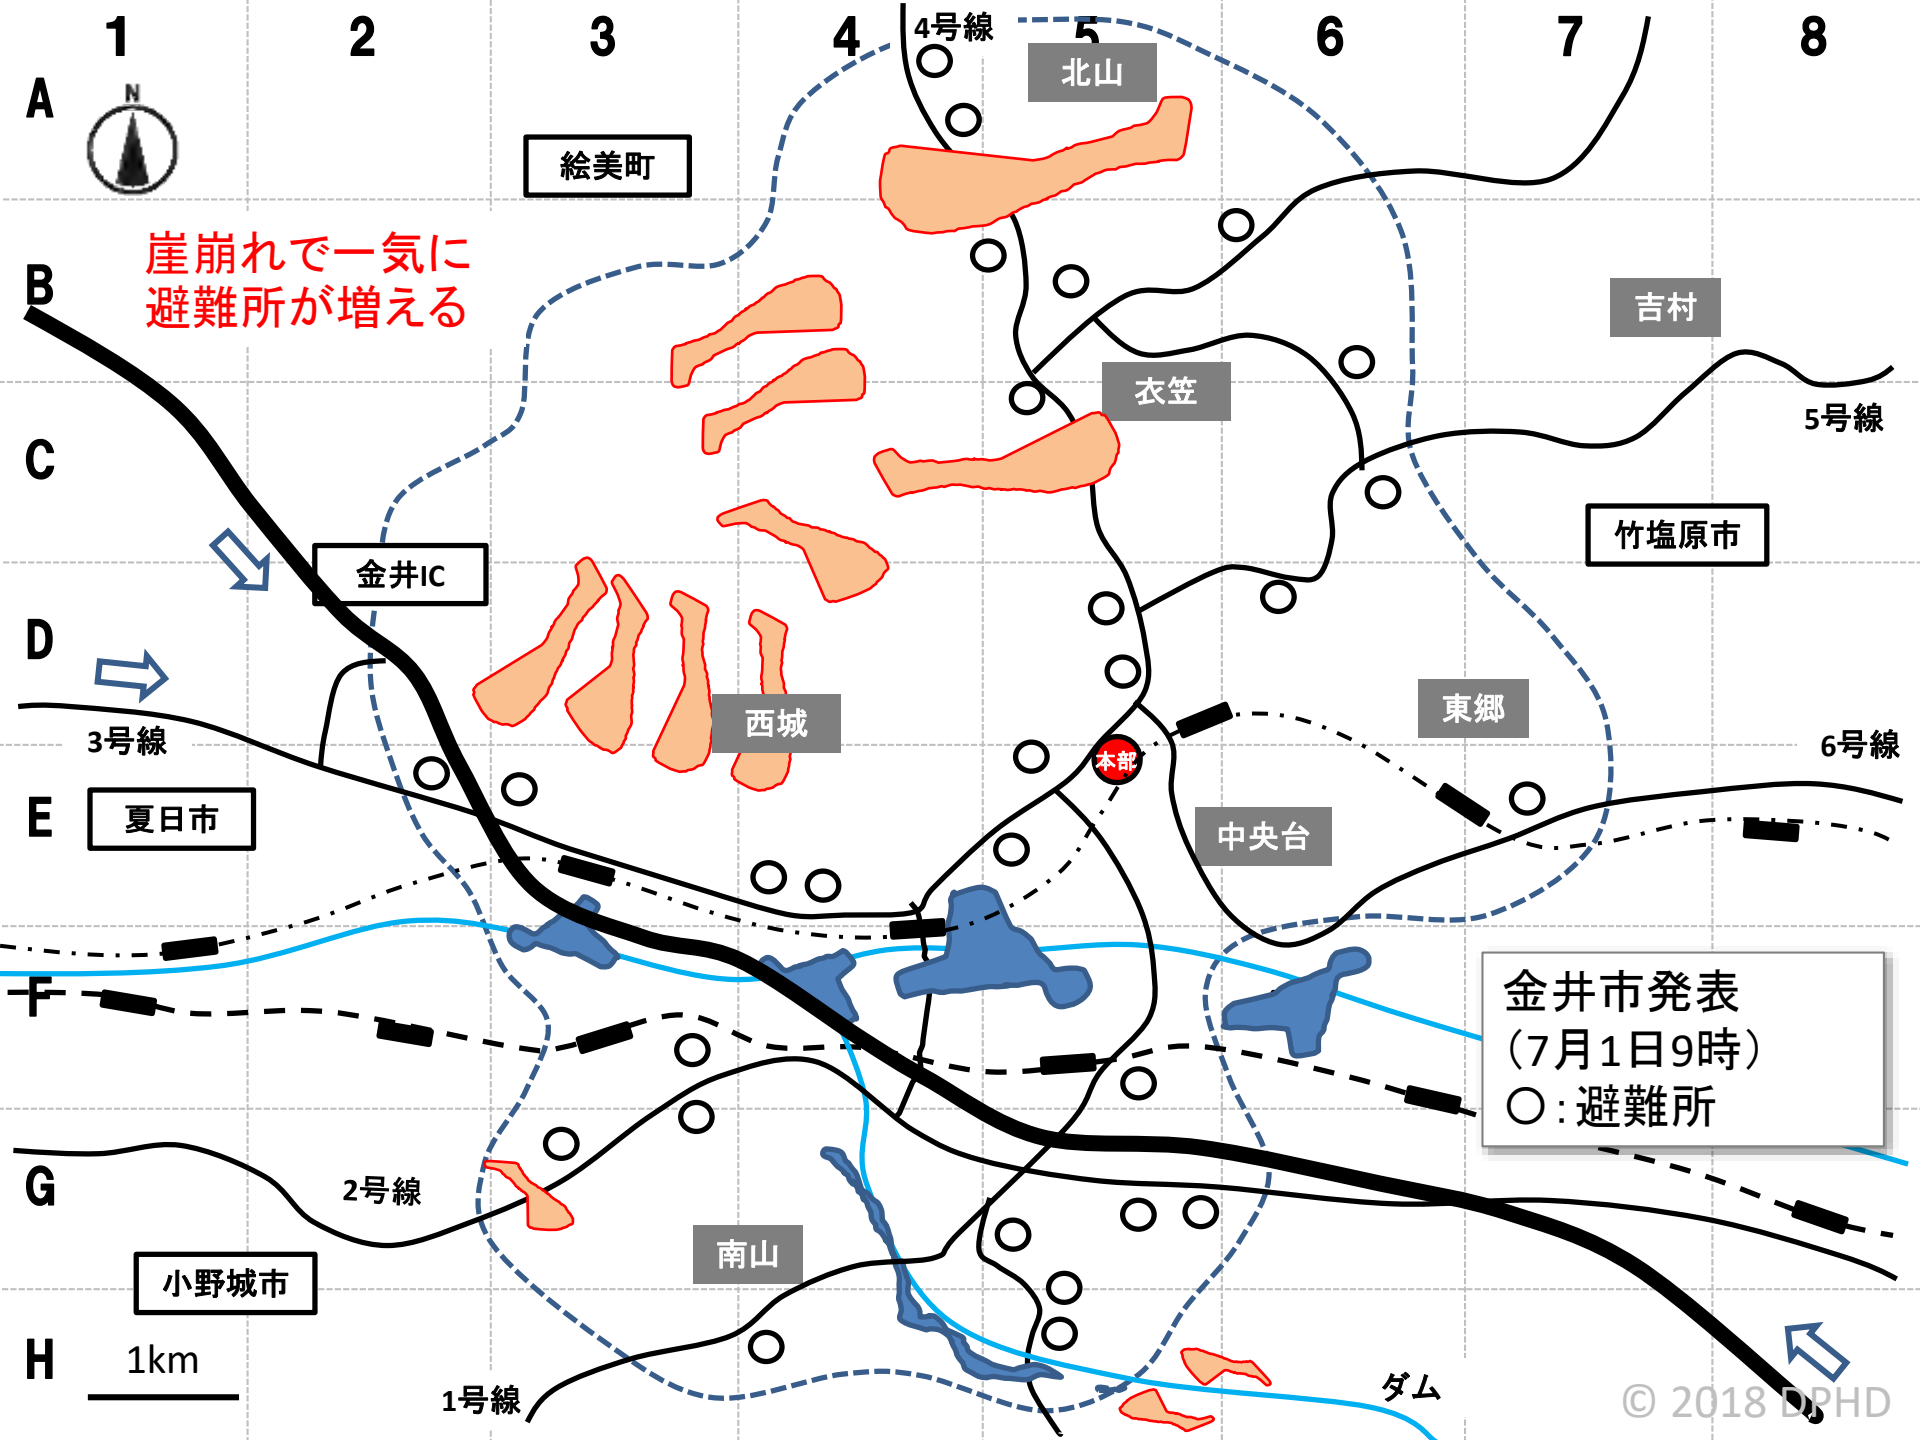 1 2 3 4 5 6 7 8
4号線
北山
A
N
絵美町
崖崩れで一気に
避難所が増える
B
吉村
衣笠
5号線
C
竹塩原市
金井IC
D
東郷
西城
3号線
本部
6号線
E
夏日市
中央台
F
金井市発表
（7月1日9時）
○：避難所
G
2号線
南山
小野城市
H
1km
1号線
ダム
© 2018 DPHD